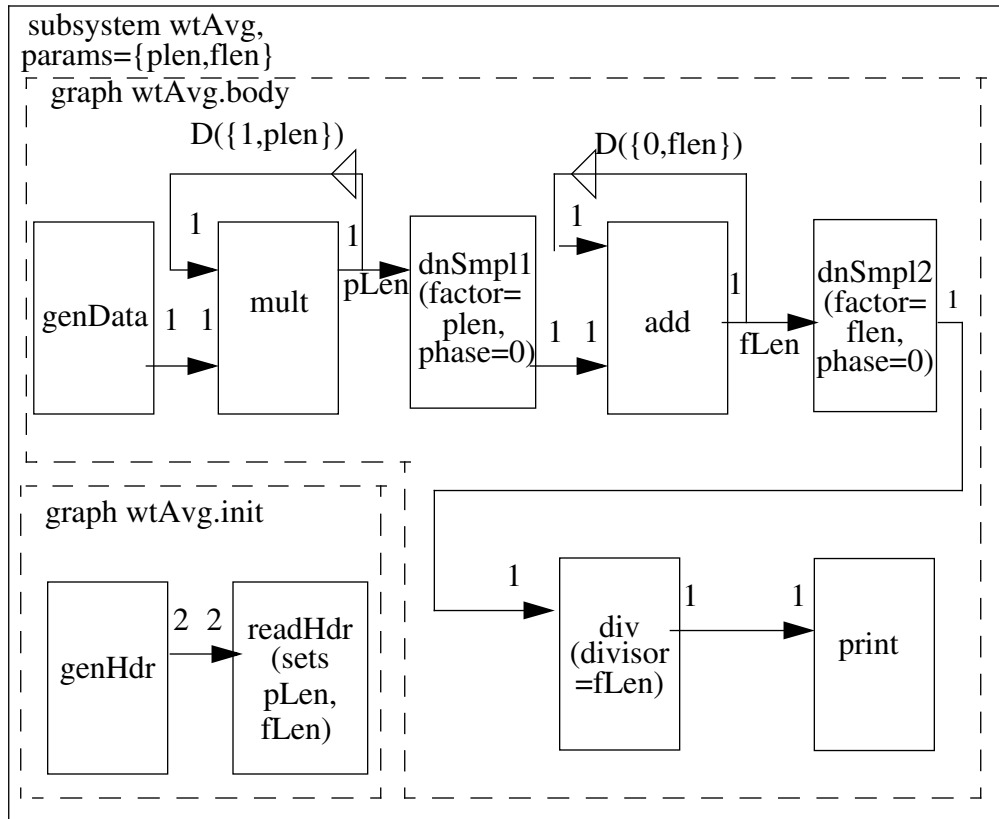 subsystem wtAvg,
params={plen,flen}
graph wtAvg.body
D({1,plen})
D({0,flen})
genData
1
1
1
mult
1
pLen
dnSmpl1
(factor=
plen,
phase=0)
1
1
1
add
1
fLen
dnSmpl2
(factor=
flen,
phase=0)
1
graph wtAvg.init
genHdr
2
2
readHdr
(sets
pLen,
fLen)
1
div
(divisor
=fLen)
1
1
print